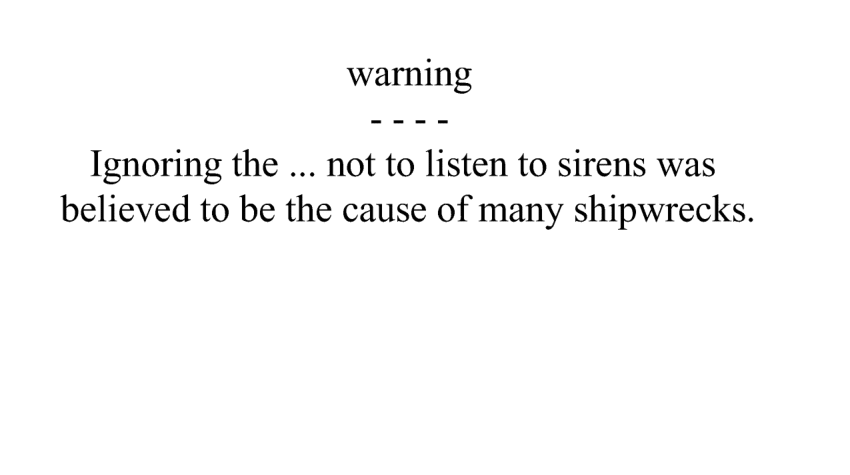 warning
- - - -
Ignoring the ... not to listen to sirens was
believed to be the cause of many shipwrecks.